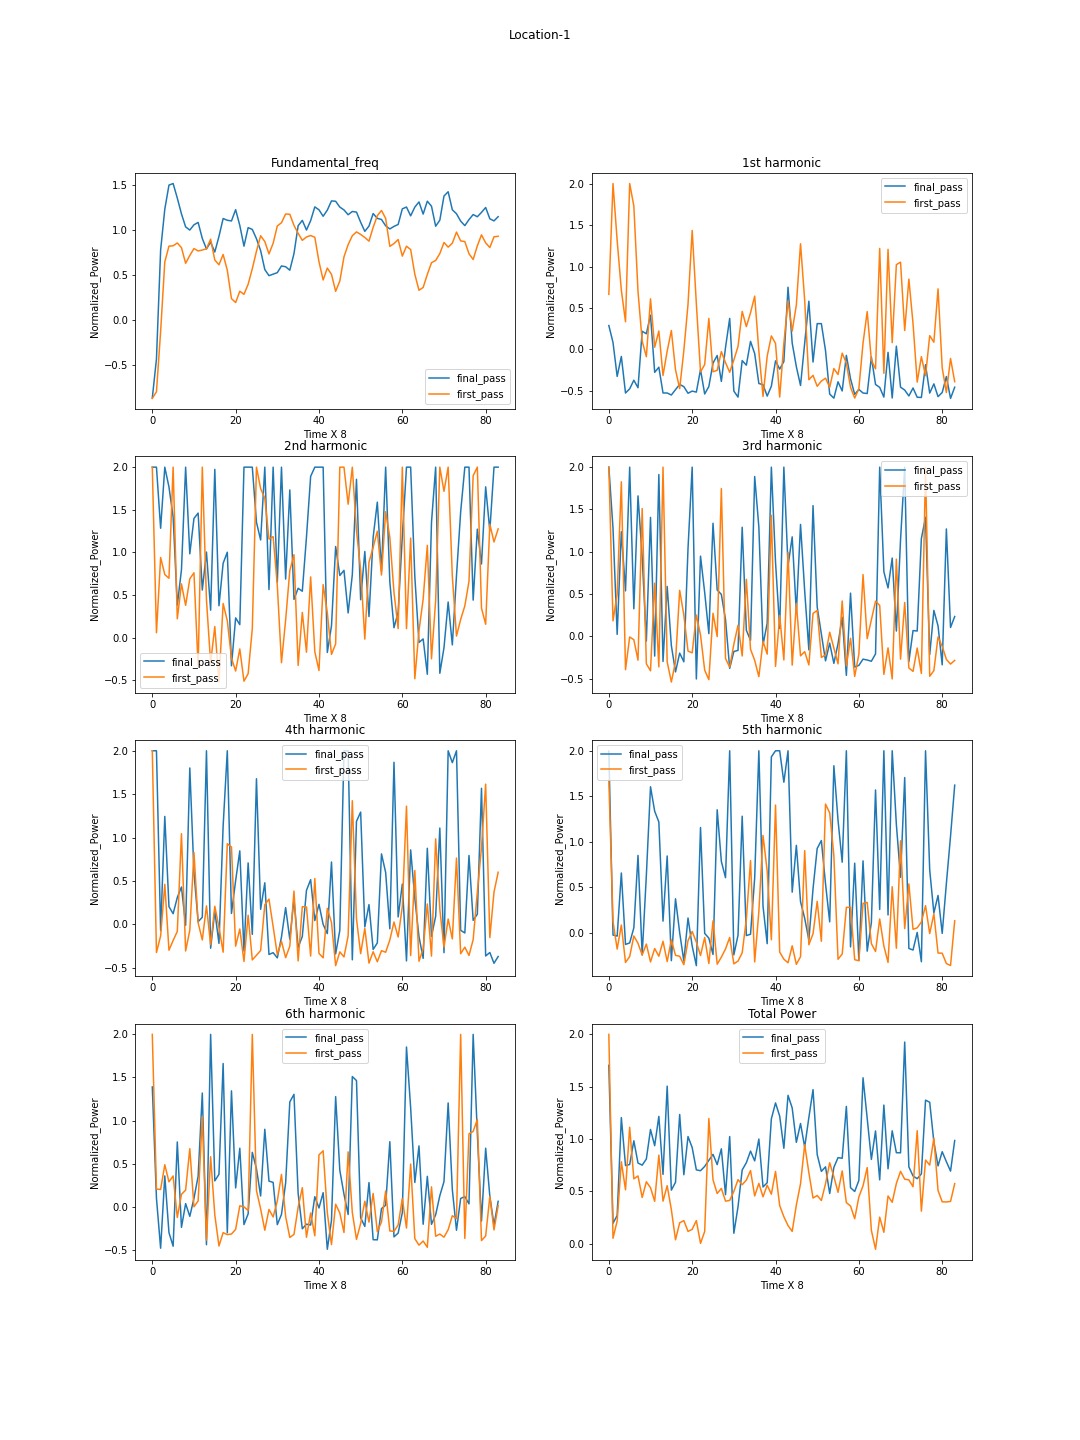 Location-1
Fundamental_freq
Normalized_Power
1.5
1.0
0.5
0.0
−0.5
final_pass
first_pass
0 20 40 60 80
Time X 8
1st harmonic
Normalized_Power
2.0
1.5
1.0
0.5
0.0
−0.5
final_pass
first_pass
0 20 40 60 80
Time X 8
2nd harmonic
Normalized_Power
2.0
1.5
1.0
0.5
0.0
−0.5
final_pass
first_pass
0 20 40 60 80
Time X 8
3rd harmonic
Normalized_Power
2.0
1.5
1.0
0.5
0.0
−0.5
final_pass
first_pass
0 20 40 60 80
Time X 8
4th harmonic
Normalized_Power
2.0
1.5
1.0
0.5
0.0
−0.5
final_pass
first_pass
0 20 40 60 80
Time X 8
5th harmonic
Normalized_Power
2.0
1.5
1.0
0.5
0.0
final_pass
first_pass
0 20 40 60 80
Time X 8
6th harmonic
Normalized_Power
2.0
1.5
1.0
0.5
0.0
−0.5
final_pass
first_pass
0 20 40 60 80
Time X 8
Total Power
Normalized_Power
2.0
1.5
1.0
0.5
0.0
final_pass
first_pass
0 20 40 60 80
Time X 8